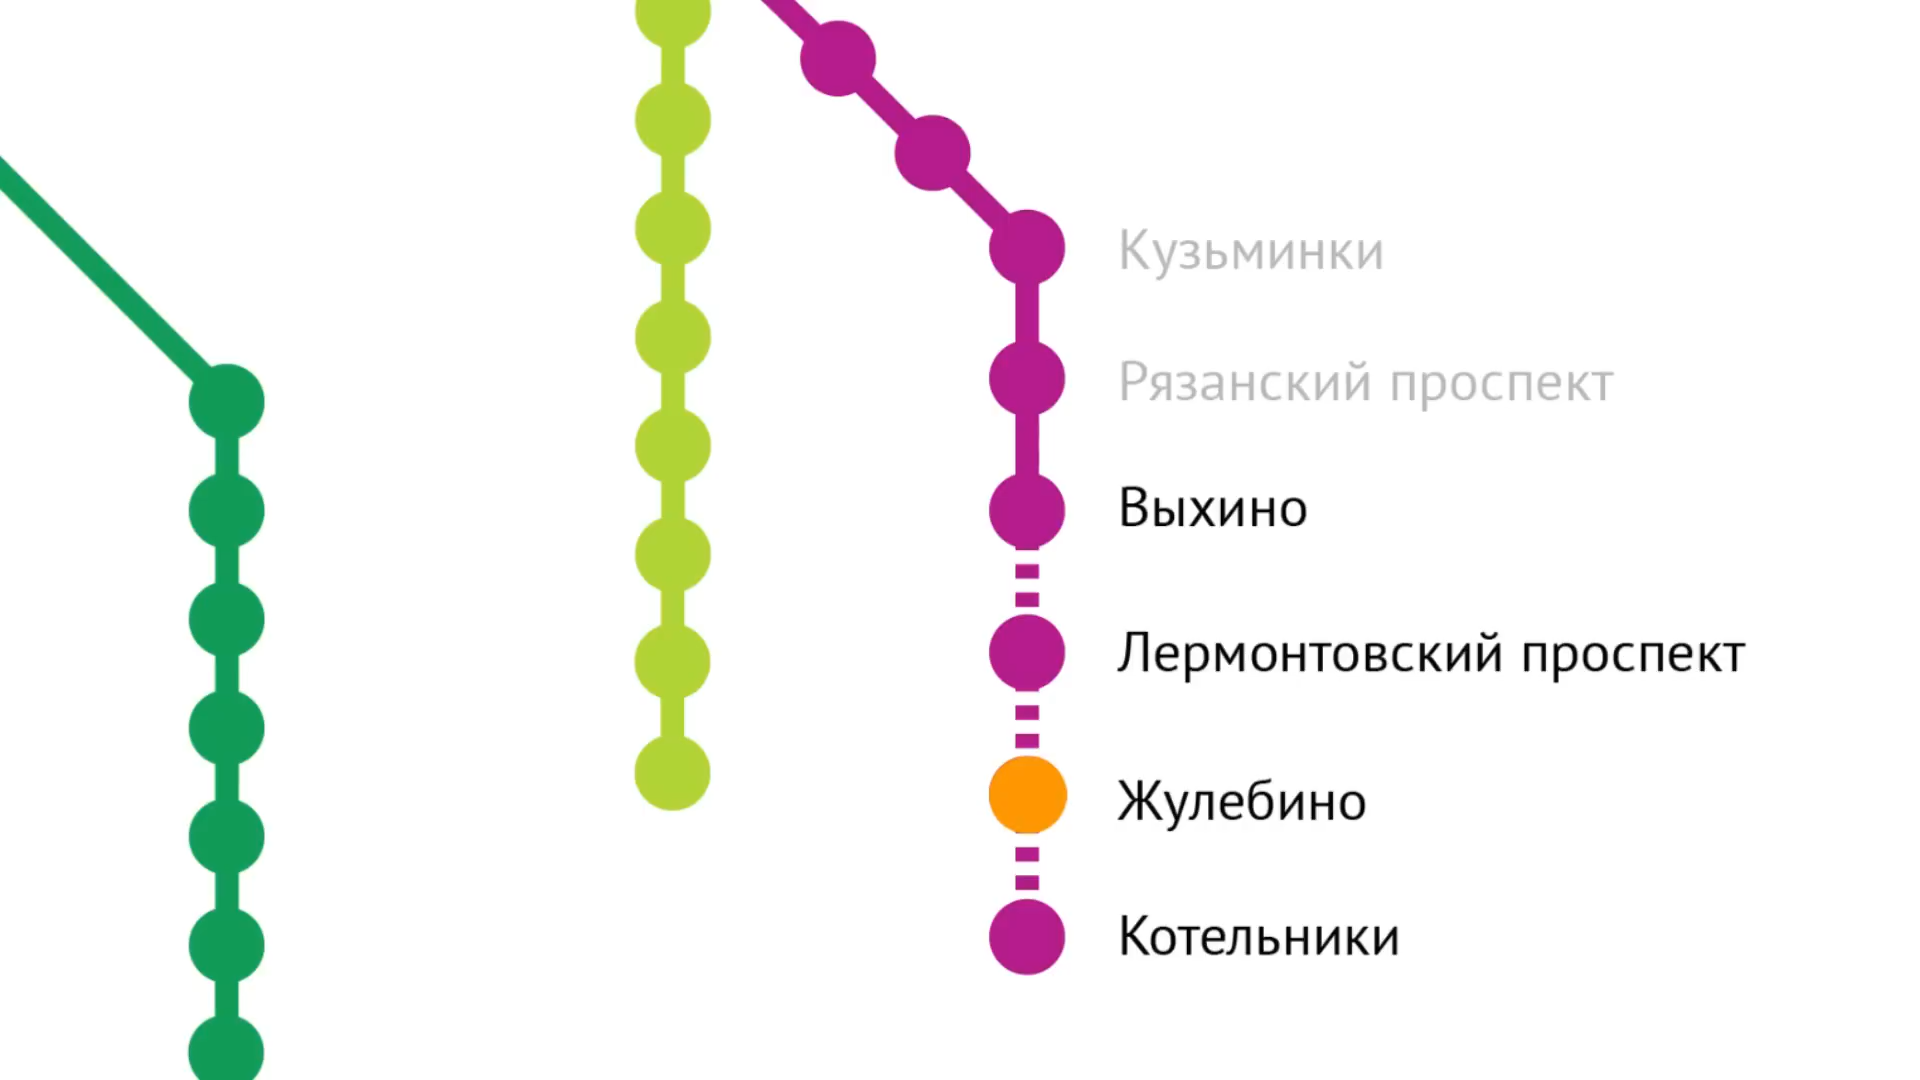 Кузьминки
Рязанский проспект
Выхино
Лермонтовский проспект
Жулебино
Котельники